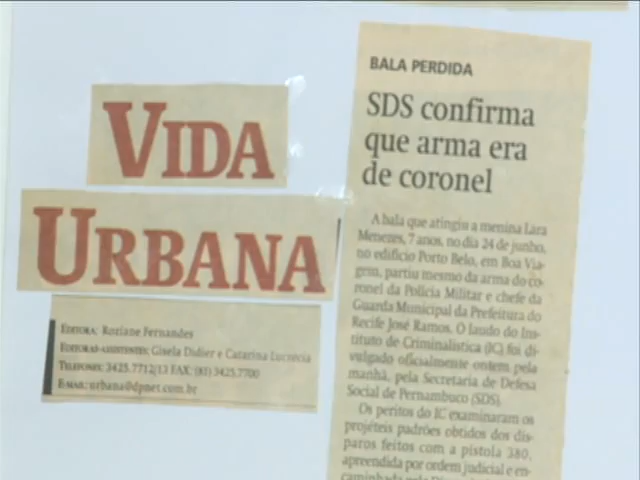 VIDA
URBANA
EDITORA: Roziane Fernandes
EDITORAS-ASSISTENTES: Gisela Didier e Catarina Lucrécia
TELEFONES: 3425.7712/13 FAX: (81) 3425.7700
E-MAIL: urbana@dpnet.com.br
BALA PERDIDA
SDS confirma
que arma era
de coronel
A bala que atingiu a menina Lara
Menezes, 7 anos, no dia 24 de junho,
no edifício Porto Belo, em Boa Via-
gem, partiu mesmo da arma do co-
ronel da Polícia Militar e chefe da
Guarda Municipal da Prefeitura do
Recife José Ramos. O laudo do Ins-
tituto de Criminalística (IC) foi di-
vulgado oficialmente ontem pela
manhã, pela Secretaria de Defesa
Social de Pernambuco (SDS).
Os peritos do IC examinaram os
projéteis padrões obtidos dos dis-
paros feitos com a pistola 380,
apreendida por ordem judicial e en-
caminhada pela